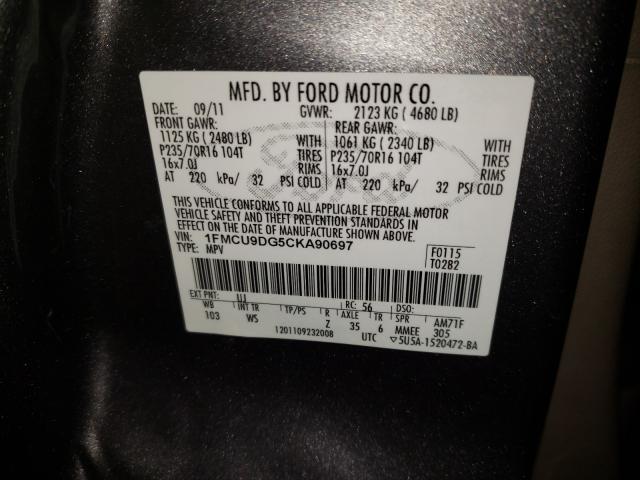 MFD. BY FORD MOTOR CO.
DATE: 09/11 GVWR: 2123 KG ( 4680 LB)
FRONT GAWR: REAR GAWR:
1125 KG ( 2480 LB) WITH 1061 KG ( 2340 LB) WITH
P235/70R16 104T TIRES P235/70R16 104T TIRES
16x7.0J RIMS 16x7.0J RIMS
AT 220 kPa/ 32 PSI COLD AT 220 kPa/ 32 PSI COLD
THIS VEHICLE CONFORMS TO ALL APPLICABLE FEDERAL MOTOR
VEHICLE SAFETY AND THEFT PREVENTION STANDARDS IN
EFFECT ON THE DATE OF MANUFACTURE SHOWN ABOVE.
VIN: 1FMCU9DG5CKA90697 F0115
TYPE: MPV T0282
EXT PNT: UJ RC: 56 DSO:
WB INT TR TP/PS R AXLE TR SPR AM71F
103 WS Z 35 6 MMEE 305
1201109232008 UTC ▽5U5A-1520472-BA